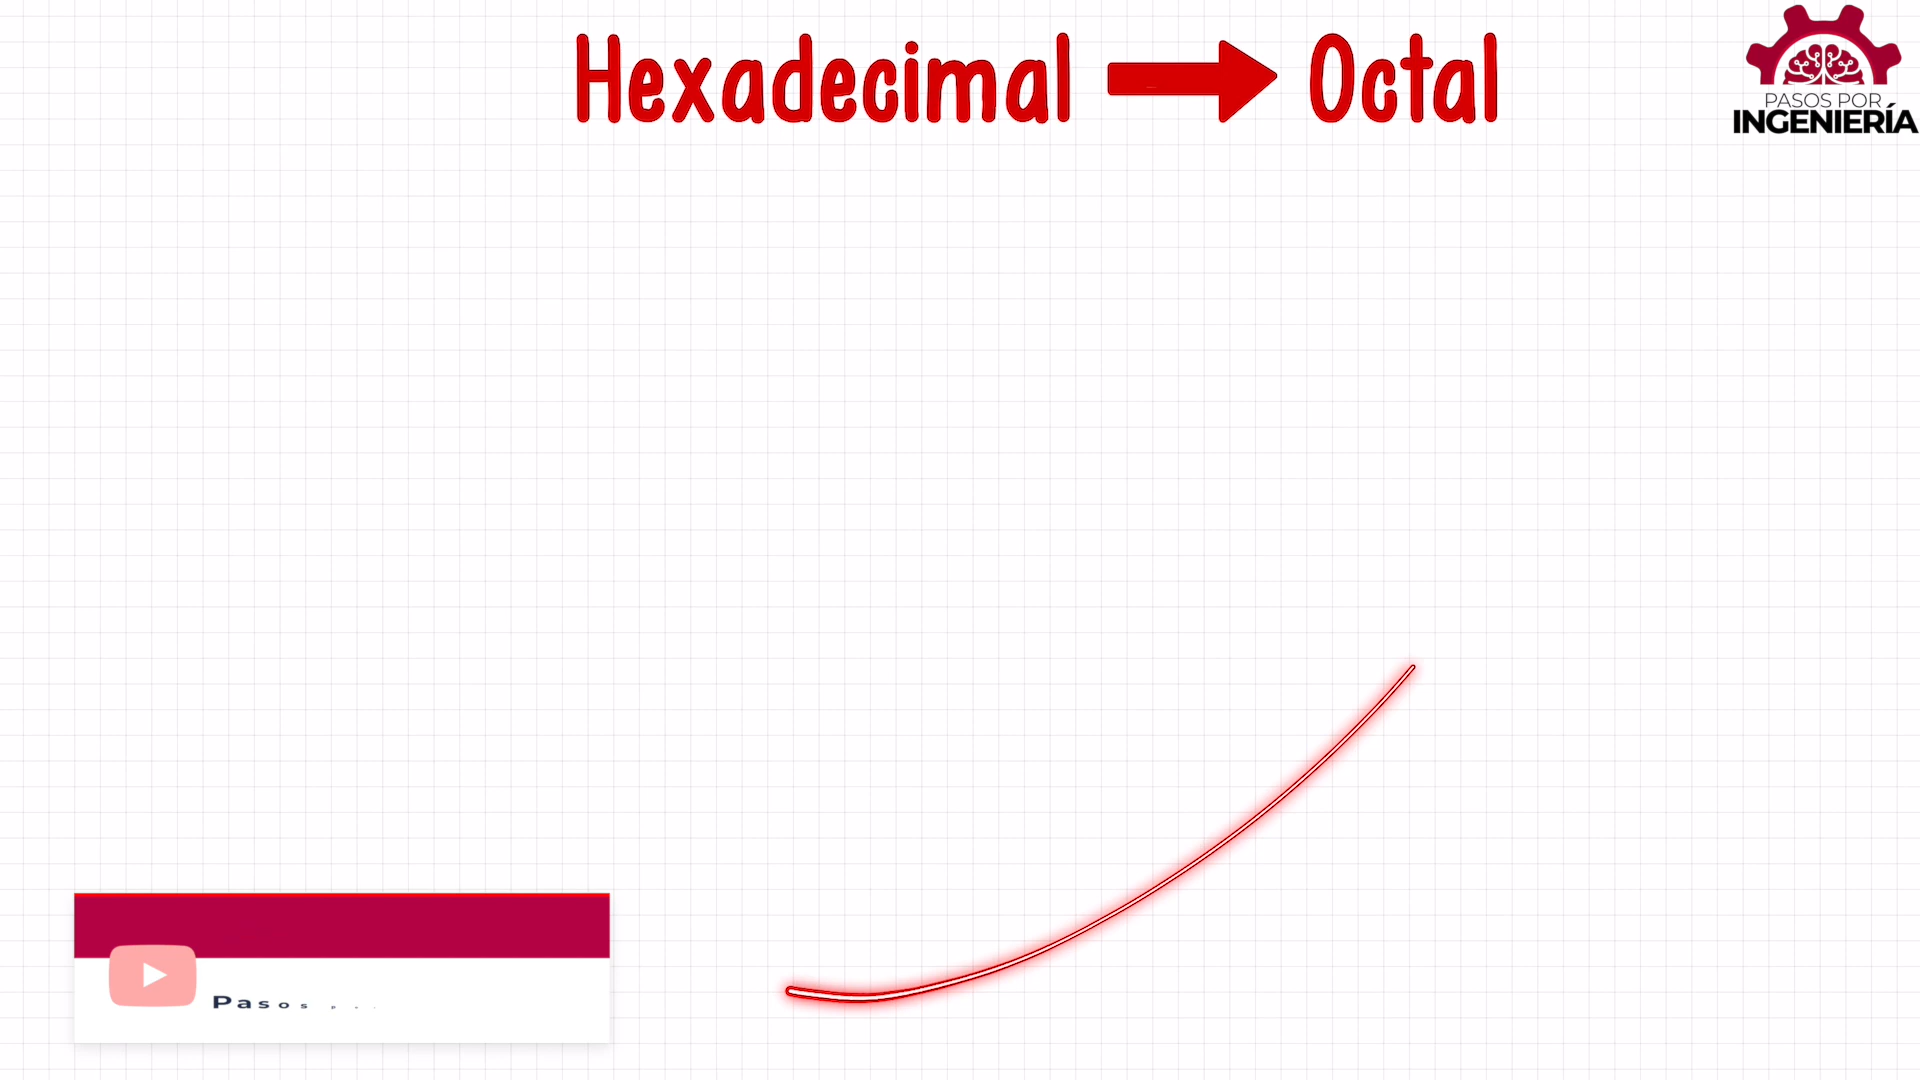 Hexadecimal → Octal
PASOS POR
INGENIERÍA
Pasos